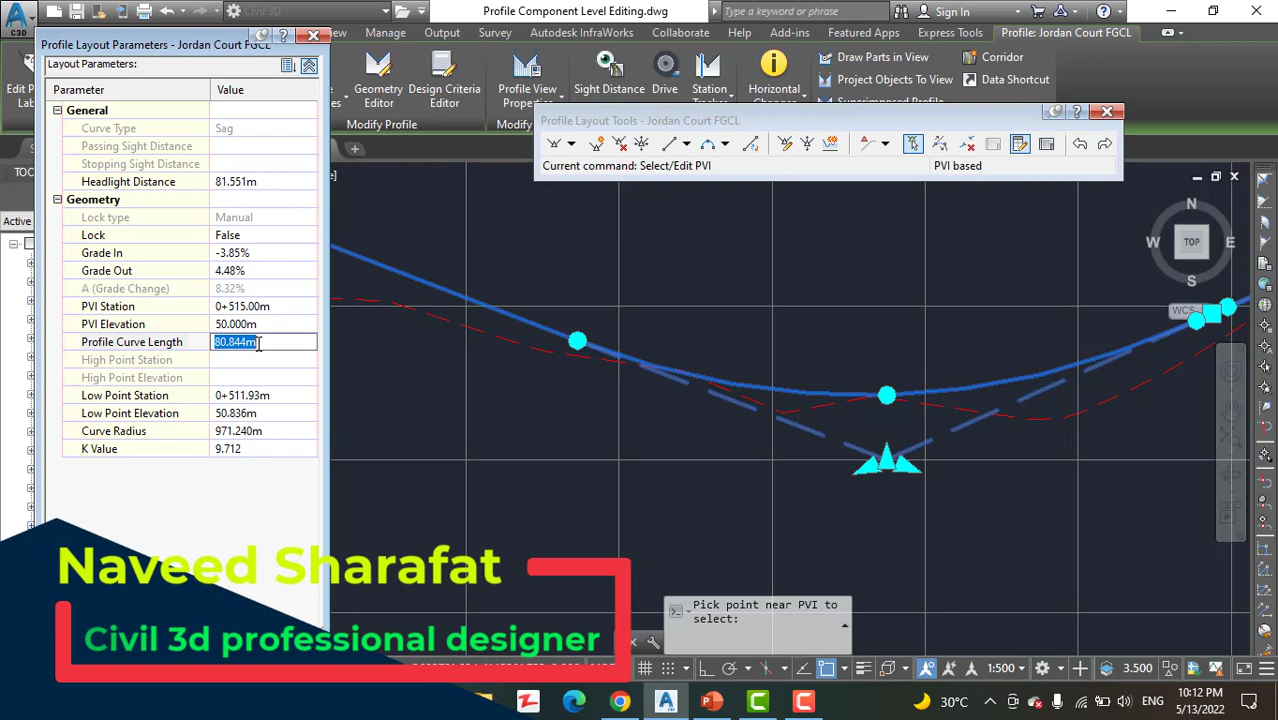 Civil 3D
Profile Component Level Editing.dwg
Type a keyword or phrase
Sign In
C3D
Profile Layout Parameters - Jordan Court FGCL
View
Manage
Output
Survey
Autodesk InfraWorks
Collaborate
Help
Add-ins
Featured Apps
Express Tools
Profile: Jordan Court FGCL
Layout Parameters:
Parameter
Value
General
Curve Type
Sag
Passing Sight Distance
Stopping Sight Distance
Headlight Distance
81.551m
Geometry
Lock type
Manual
Lock
False
Grade In
-3.85%
Grade Out
4.48%
A (Grade Change)
8.32%
PVI Station
0+515.00m
PVI Elevation
50.000m
Profile Curve Length
80.844m
High Point Station
High Point Elevation
Low Point Station
0+511.93m
Low Point Elevation
50.836m
Curve Radius
971.240m
K Value
9.712
Geometry
Editor
Design Criteria
Editor
Modify Profile
Profile View
Properties
Sight Distance
Drive
Station
Tracker
Horizontal
Draw Parts in View
Project Objects To View
Corridor
Data Shortcut
Profile Layout Tools - Jordan Court FGCL
Current command: Select/Edit PVI
PVI based
Active
N
W
TOP
E
S
WCS
Pick point near PVI to
select:
Naveed Sharafat
Civil 3d professional designer
1:500
3.500
30°C
ENG
10:12 PM
5/13/2022